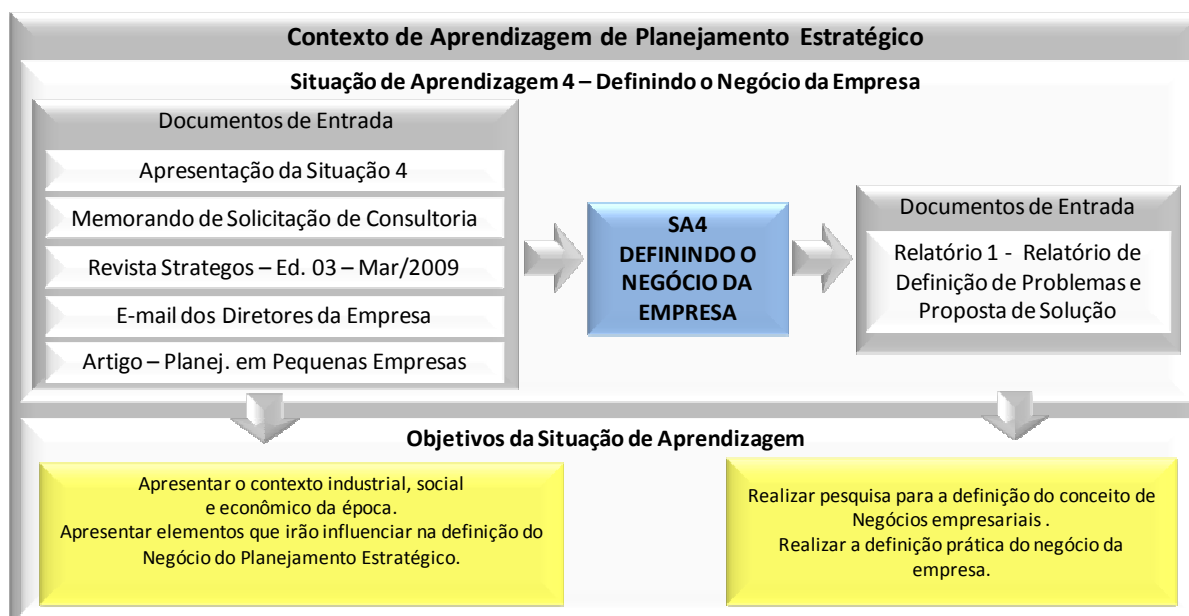 Contexto de Aprendizagem de Planejamento Estratégico
Situação de Aprendizagem 4 – Definindo o Negócio da Empresa
Documentos de Entrada
Apresentação da Situação 4
Memorando de Solicitação de Consultoria
Revista Strategos – Ed. 03 – Mar/2009
E-mail dos Diretores da Empresa
Artigo – Planej. em Pequenas Empresas
SA4
DEFININDO O
NEGÓCIO DA
EMPRESA
Documentos de Entrada
Relatório 1 - Relatório de
Definição de Problemas e
Proposta de Solução
Objetivos da Situação de Aprendizagem
Apresentar o contexto industrial, social
e econômico da época.
Apresentar elementos que irão influenciar na definição do
Negócio do Planejamento Estratégico.
Realizar pesquisa para a definição do conceito de
Negócios empresariais .
Realizar a definição prática do negócio da
empresa.